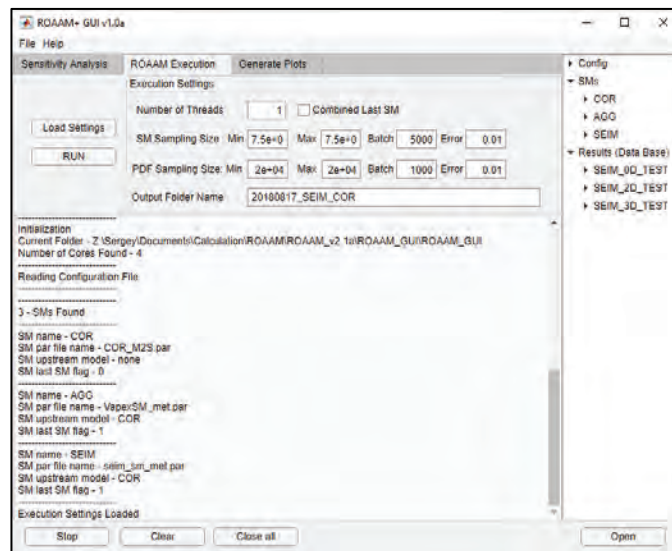 ROAAM+ GUI v1.0a
File Help
Sensitivity Analysis ROAAM Execution Generate Plots
Execution Settings
Load Settings
RUN
Number of Threads 1 Combined Last SM
SM Sampling Size: Min 7.5e+0 Max 7.5e+0 Batch 5000 Error 0.01
PDF Sampling Size: Min 2e+04 Max 2e+04 Batch 1000 Error 0.01
Output Folder Name 20180817_SEIM_COR
Initialization
Current Folder - Z:\Sergey\Documents\Calculation\ROAAM\ROAAM_v2.1a\ROAAM_GUI\ROAAM_GUI
Number of Cores Found - 4
----------------------------
Reading Configuration File
----------------------------
----------------------------
3 - SMs Found
----------------------------
SM name - COR
SM par file name - COR_M2S.par
SM upstream model - none
SM last SM flag - 0
----------------------------
SM name - AGG
SM par file name - VapexSM_met.par
SM upstream model - COR
SM last SM flag - 1
----------------------------
SM name - SEIM
SM par file name - seim_sm_met.par
SM upstream model - COR
SM last SM flag - 1
----------------------------
Execution Settings Loaded
Stop Clear Close all
Config
SMs
COR
AGG
SEIM
Results (Data Base)
SEIM_0D_TEST
SEIM_2D_TEST
SEIM_3D_TEST
Open